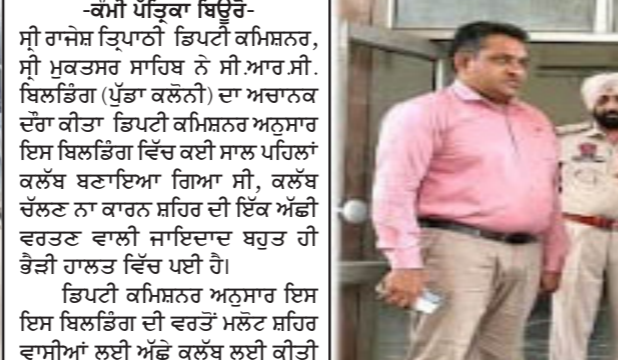 -ਕੌਮੀ ਪੱਤ੍ਰਿਕਾ ਬਿਊਰੋ-
ਸ੍ਰੀ ਰਾਜੇਸ਼ ਤ੍ਰਿਪਾਠੀ ਡਿਪਟੀ ਕਮਿਸ਼ਨਰ,
ਸ੍ਰੀ ਮੁਕਤਸਰ ਸਾਹਿਬ ਨੇ ਸੀ.ਆਰ.ਸੀ.
ਬਿਲਡਿੰਗ (ਪੁੱਡਾ ਕਲੋਨੀ) ਦਾ ਅਚਾਨਕ
ਦੌਰਾ ਕੀਤਾ ਡਿਪਟੀ ਕਮਿਸ਼ਨਰ ਅਨੁਸਾਰ
ਇਸ ਬਿਲਡਿੰਗ ਵਿੱਚ ਕਈ ਸਾਲ ਪਹਿਲਾਂ
ਕਲੱਬ ਬਣਾਇਆ ਗਿਆ ਸੀ, ਕਲੱਬ
ਚੱਲਣ ਨਾ ਕਾਰਨ ਸ਼ਹਿਰ ਦੀ ਇੱਕ ਅੱਛੀ
ਵਰਤਣ ਵਾਲੀ ਜਾਇਦਾਦ ਬਹੁਤ ਹੀ
ਭੈੜੀ ਹਾਲਤ ਵਿੱਚ ਪਈ ਹੈ।
ਡਿਪਟੀ ਕਮਿਸ਼ਨਰ ਅਨੁਸਾਰ ਇਸ
ਇਸ ਬਿਲਡਿੰਗ ਦੀ ਵਰਤੋਂ ਮਲੋਟ ਸ਼ਹਿਰ
ਵਾਸੀਆਂ ਲਈ ਅੱਛੇ ਕਲੱਬ ਲਈ ਕੀਤੀ